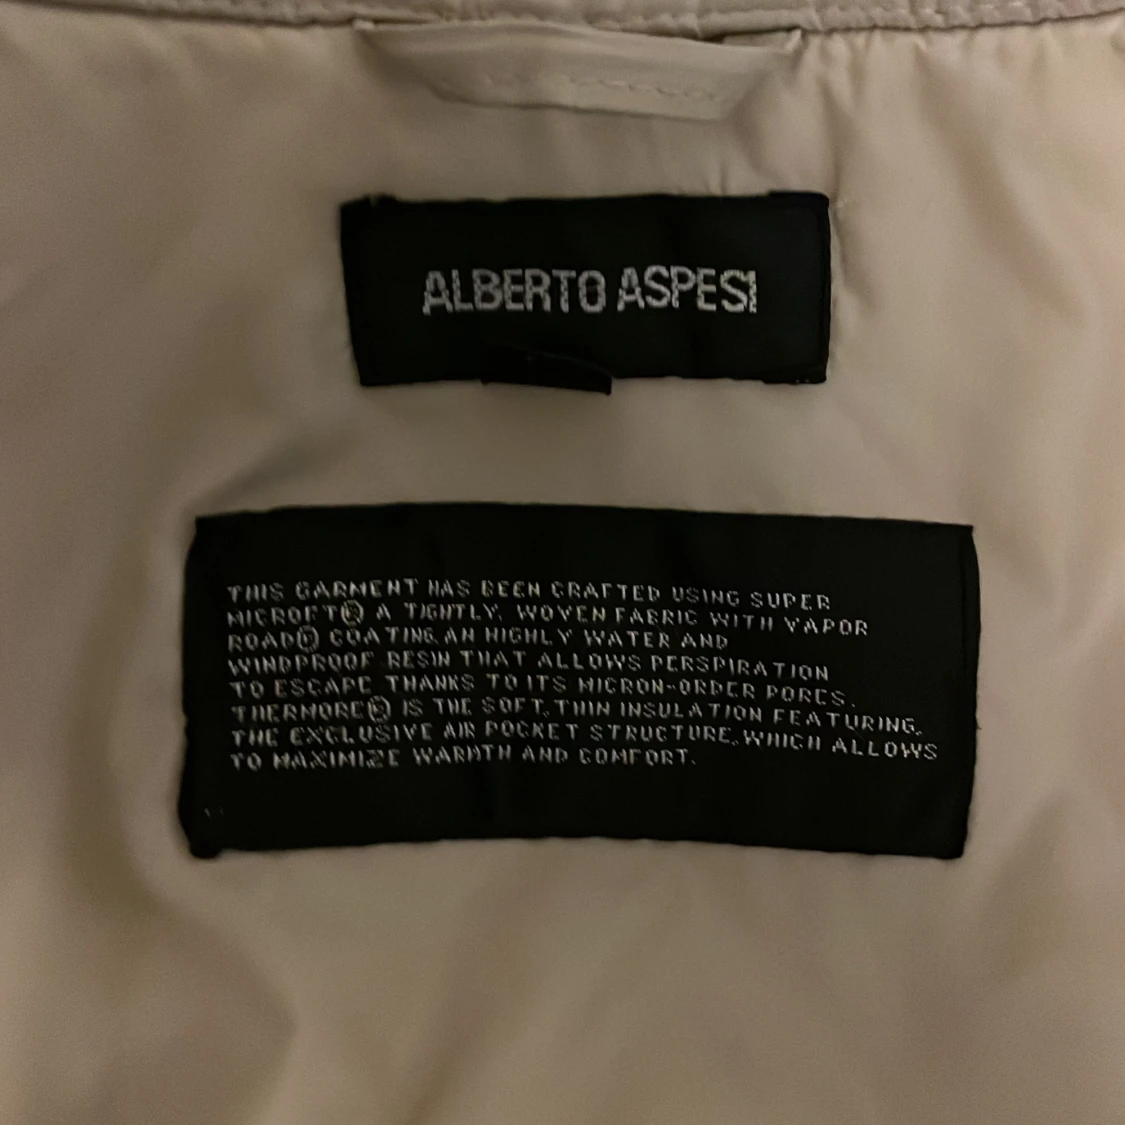 ALBERTO ASPESI
THIS GARMENT HAS BEEN CRAFTED USING SUPER
MICROFT® A TIGHTLY, WOVEN FABRIC WITH VAPOR
ROAD® COATING, AN HIGHLY WATER AND
WINDPROOF RESIN THAT ALLOWS PERSPIRATION
TO ESCAPE THANKS TO ITS MICRON-ORDER PORES.
THERMORE® IS THE SOFT, THIN INSULATION FEATURING,
THE EXCLUSIVE AIR POCKET STRUCTURE, WHICH ALLOWS
TO MAXIMIZE WARMTH AND COMFORT.